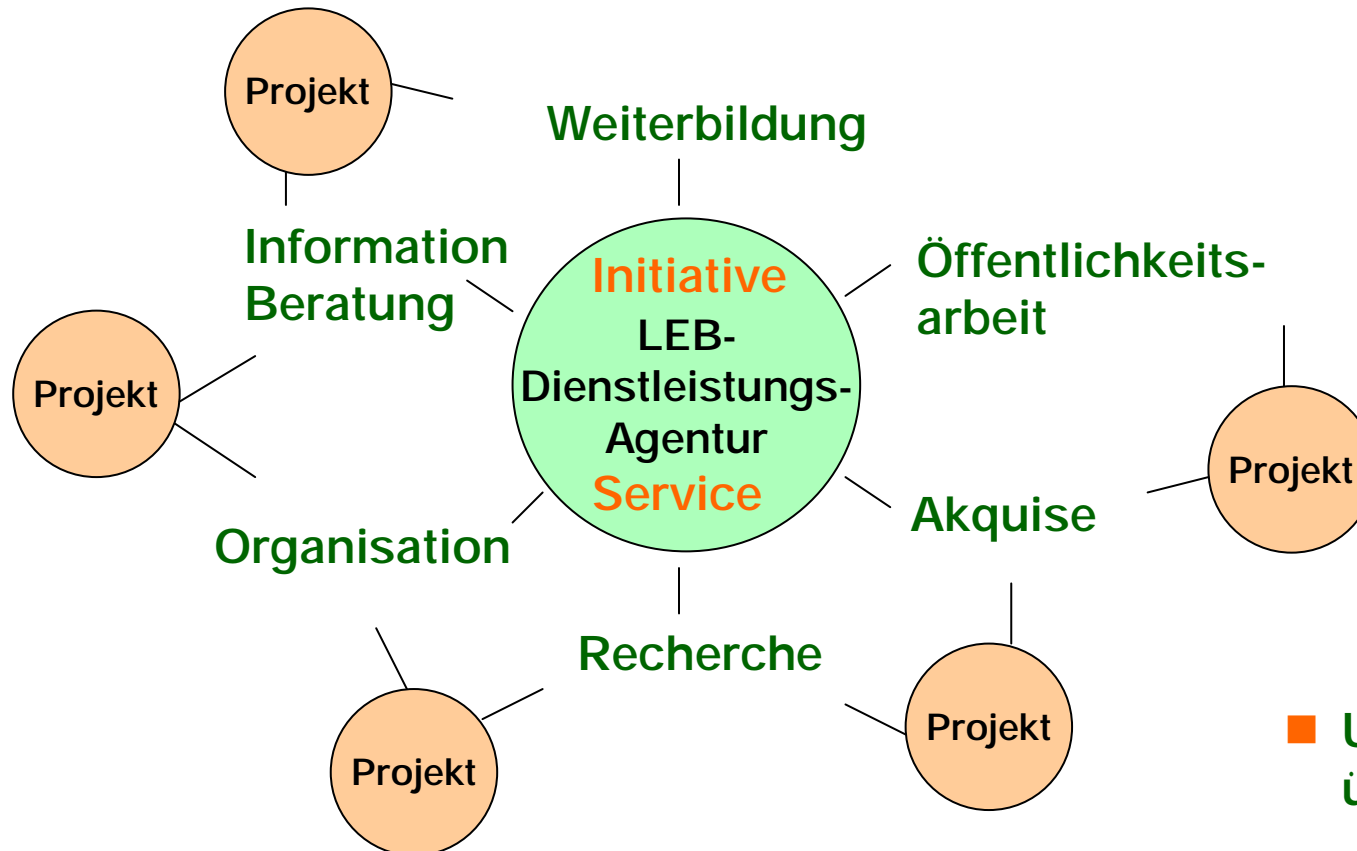 Projekt
Weiterbildung
Information
Beratung
Öffentlichkeits-
arbeit
Initiative
LEB-
Dienstleistungs-
Agentur
Service
Projekt
Projekt
Akquise
Organisation
Recherche
Projekt
Projekt